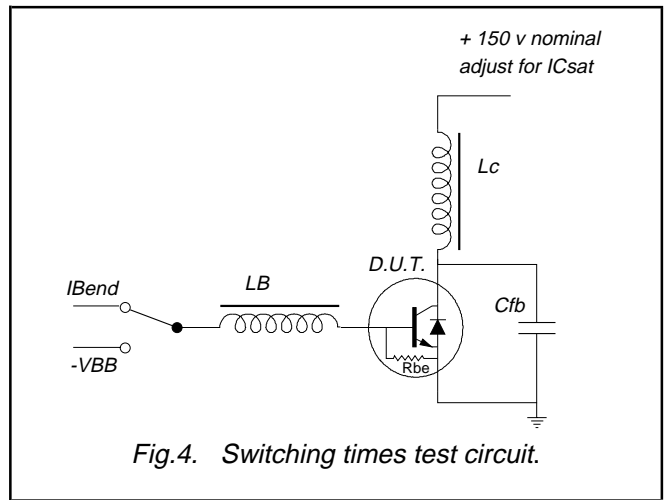 + 150 v nominal
adjust for ICsat
Lc
D.U.T.
IBend
LB
Cfb
-VBB
Rbe
Fig.4. Switching times test circuit.